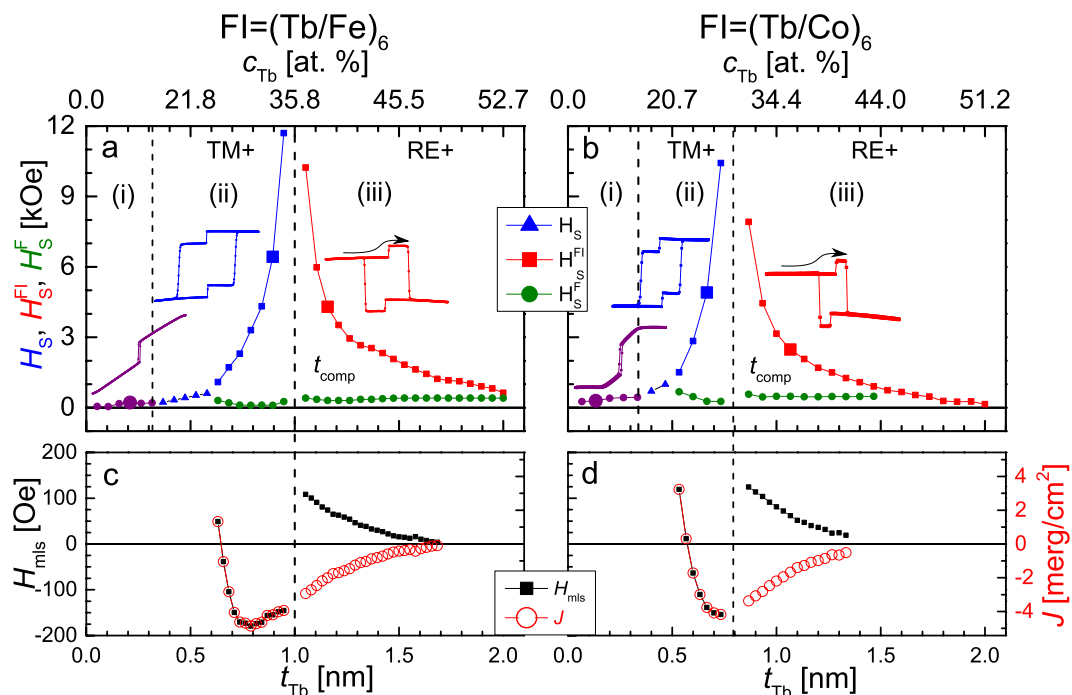 FI=(Tb/Fe)6
FI=(Tb/Co)6
cTb [at. %]
cTb [at. %]
0.0 21.8 35.8 45.5 52.7
0.0 20.7 34.4 44.0 51.2
12
9
6
3
0
HS, HSFI, HSF [kOe]
a
TM+
RE+
(i)
(ii)
(iii)
tcomp
HS
HSFI
HSF
b
TM+
RE+
(i)
(ii)
(iii)
tcomp
200
100
0
-100
-200
Hmls [Oe]
c
Hmls
J
d
4
2
0
-2
-4
J [merg/cm2]
0.0 0.5 1.0 1.5 2.0
0.0 0.5 1.0 1.5 2.0
tTb [nm]
tTb [nm]